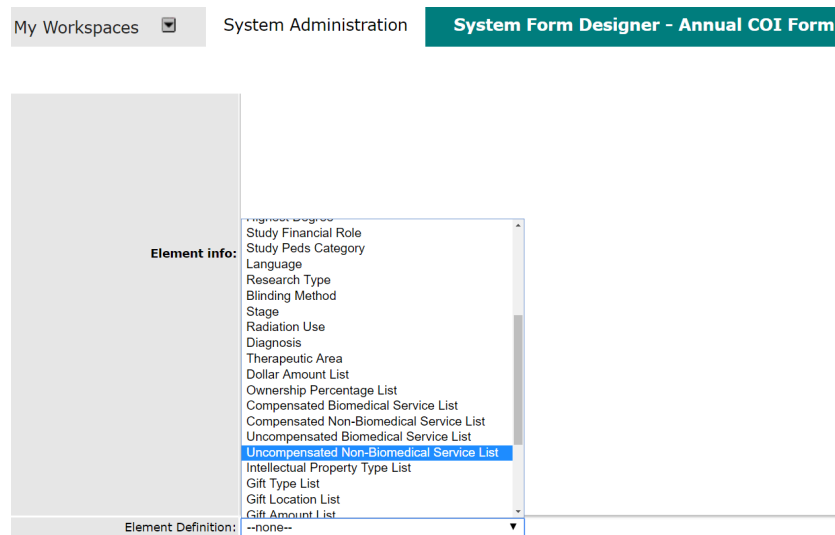 My Workspaces System Administration System Form Designer - Annual COI Form
Highest Degree
Study Financial Role
Study Peds Category
Element info:
Language
Research Type
Blinding Method
Stage
Radiation Use
Diagnosis
Therapeutic Area
Dollar Amount List
Ownership Percentage List
Compensated Biomedical Service List
Compensated Non-Biomedical Service List
Uncompensated Biomedical Service List
Uncompensated Non-Biomedical Service List
Intellectual Property Type List
Gift Type List
Gift Location List
Gift Amount List
Element Definition: --none--